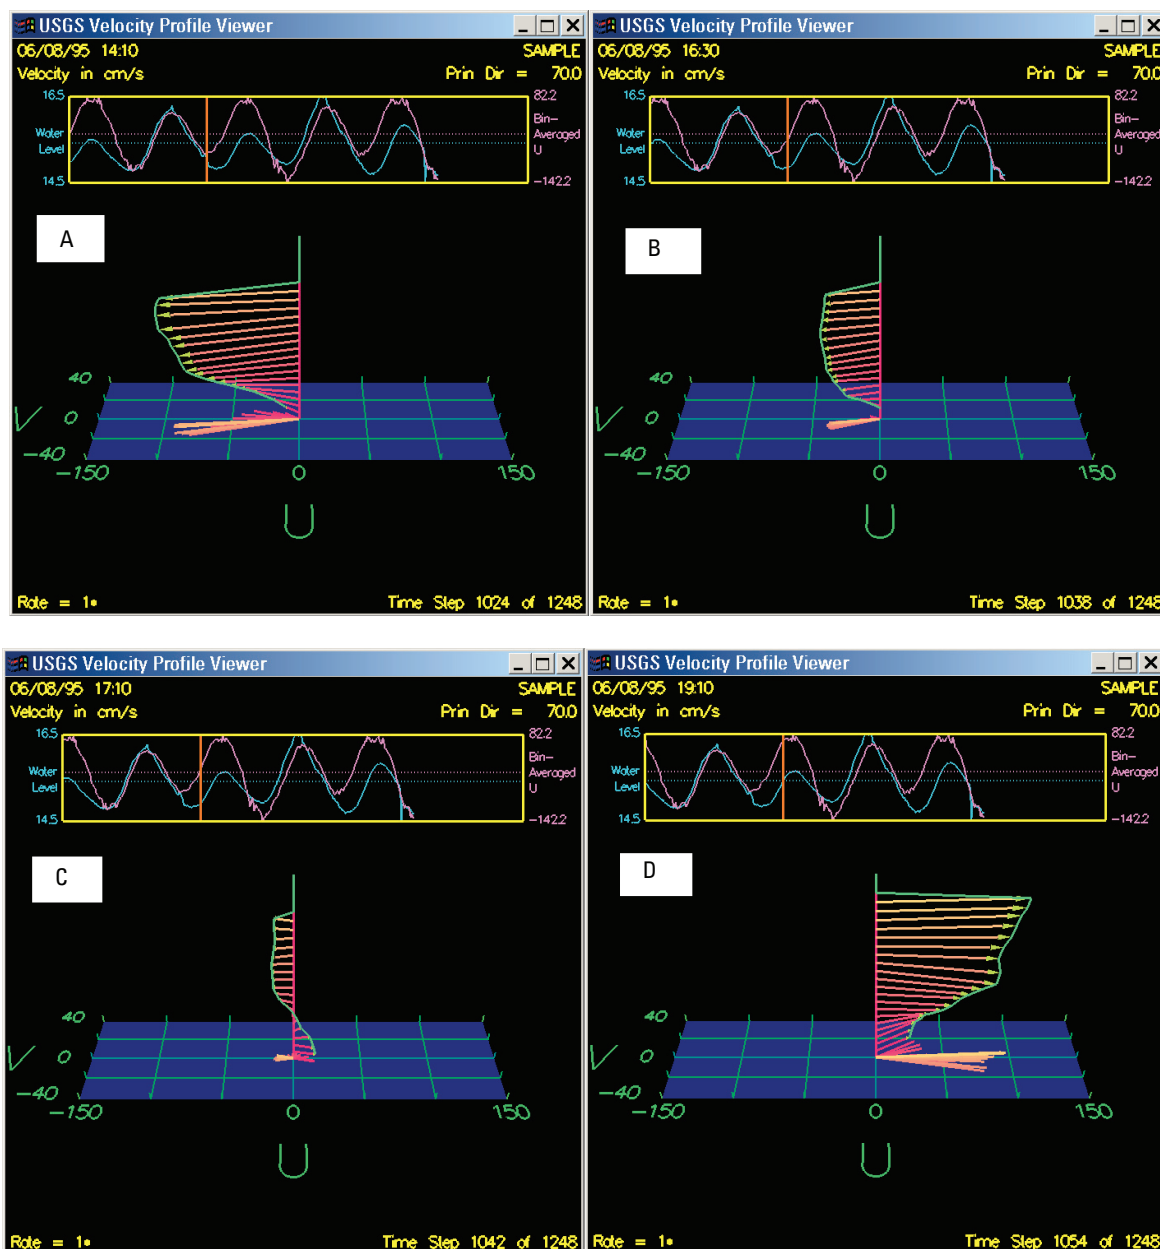 USGS Velocity Profile Viewer
06/08/95 14:10 SAMPLE
Velocity in cm/s Prin Dir = 70.0
16.5 82.2
Water Bin-
Level Averaged
U
14.5 -142.2
A
40
V 0
-40
-150 0 150
U
Rate = 1* Time Step 1024 of 1248
USGS Velocity Profile Viewer
06/08/95 16:30 SAMPLE
Velocity in cm/s Prin Dir = 70.0
16.5 82.2
Water Bin-
Level Averaged
U
14.5 -142.2
B
40
V 0
-40
-150 0 150
U
Rate = 1* Time Step 1038 of 1248
USGS Velocity Profile Viewer
06/08/95 17:10 SAMPLE
Velocity in cm/s Prin Dir = 70.0
16.5 82.2
Water Bin-
Level Averaged
U
14.5 -142.2
C
40
V 0
-40
-150 0 150
U
Rate = 1* Time Step 1042 of 1248
USGS Velocity Profile Viewer
06/08/95 19:10 SAMPLE
Velocity in cm/s Prin Dir = 70.0
16.5 82.2
Water Bin-
Level Averaged
U
14.5 -142.2
D
40
V 0
-40
-150 0 150
U
Rate = 1* Time Step 1054 of 1248